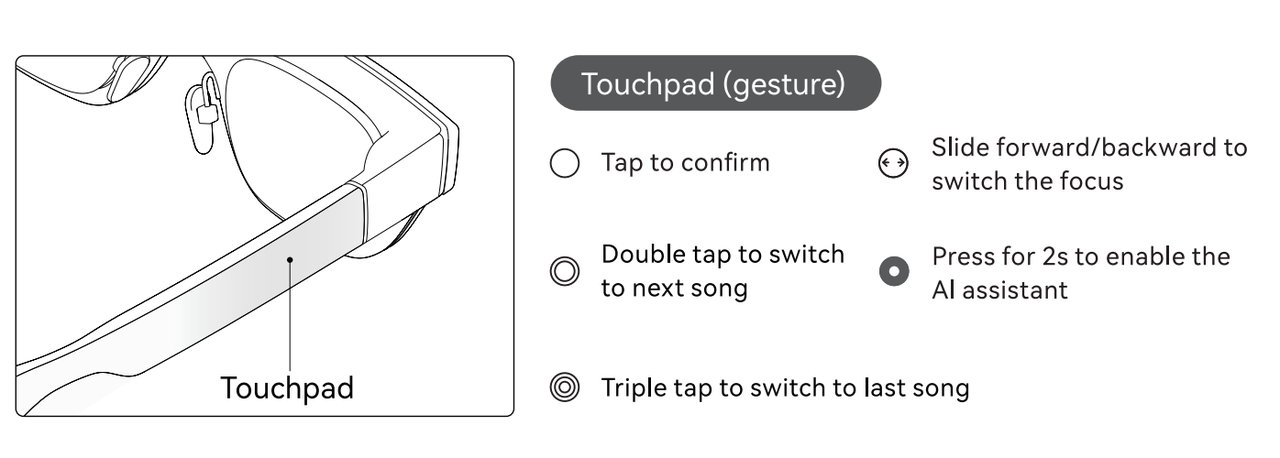 Touchpad (gesture)
Tap to confirm
Slide forward/backward to
switch the focus
Double tap to switch
to next song
Press for 2s to enable the
AI assistant
Triple tap to switch to last song
Touchpad